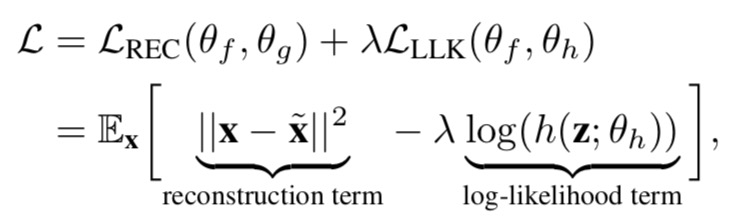 ℒ = ℒ_REC(θ_f, θ_g) + λℒ_LLK(θ_f, θ_h)
= 𝔼_𝐱[ ||𝐱 − 𝐱̃||² − λ log(h(𝐳; θ_h)) ],
reconstruction term log-likelihood term